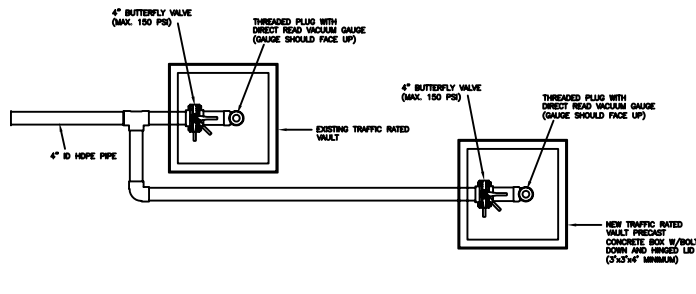 4" BUTTERFLY VALVE
(MAX. 150 PSI)
THREADED PLUG WITH
DIRECT READ VACUUM GAUGE
(GAUGE SHOULD FACE UP)
4" BUTTERFLY VALVE
(MAX. 150 PSI)
THREADED PLUG WITH
DIRECT READ VACUUM GAUGE
(GAUGE SHOULD FACE UP)
EXISTING TRAFFIC RATED
VAULT
4" ID HDPE PIPE
NEW TRAFFIC RATED
VAULT PRECAST
CONCRETE BOX W/BOLT
DOWN AND HINGED LID
(3'x3'x4' MINIMUM)